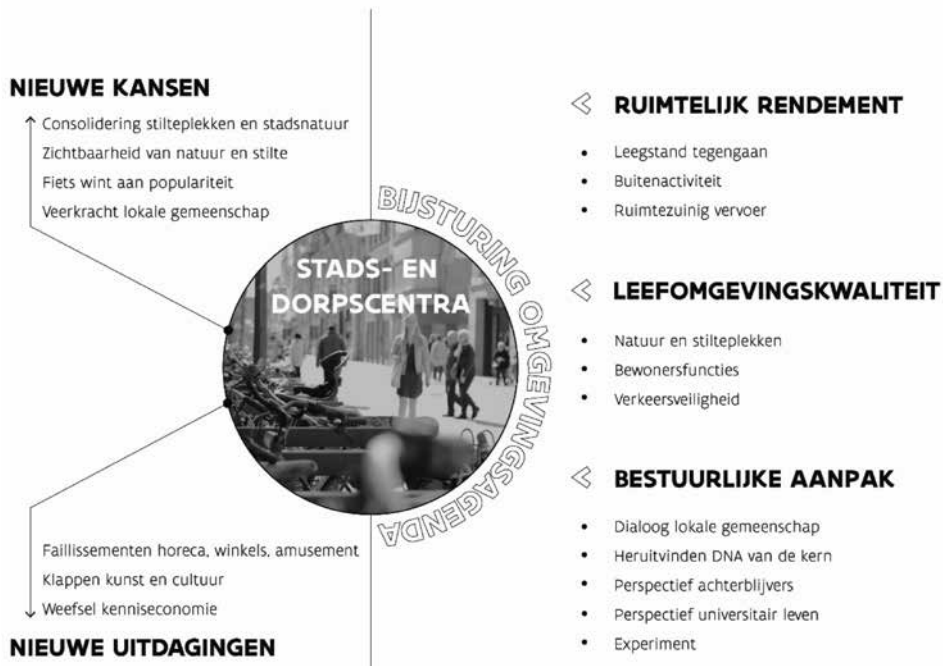 NIEUWE KANSEN
Consolidering stilteplekken en stadsnatuur
Zichtbaarheid van natuur en stilte
Fiets wint aan populariteit
Veerkracht lokale gemeenschap
STADS- EN
DORPSCENTRA
BIJSTURING OMGEVINGSAGENDA
Faillissementen horeca, winkels, amusement
Klappen kunst en cultuur
Weefsel kenniseconomie
NIEUWE UITDAGINGEN
RUIMTELIJK RENDEMENT
• Leegstand tegengaan
• Buitenactiviteit
• Ruimtezuinig vervoer
LEEFOMGEVINGSKWALITEIT
• Natuur en stilteplekken
• Bewonersfuncties
• Verkeersveiligheid
BESTUURLIJKE AANPAK
• Dialoog lokale gemeenschap
• Heruitvinden DNA van de kern
• Perspectief achterblijvers
• Perspectief universitair leven
• Experiment